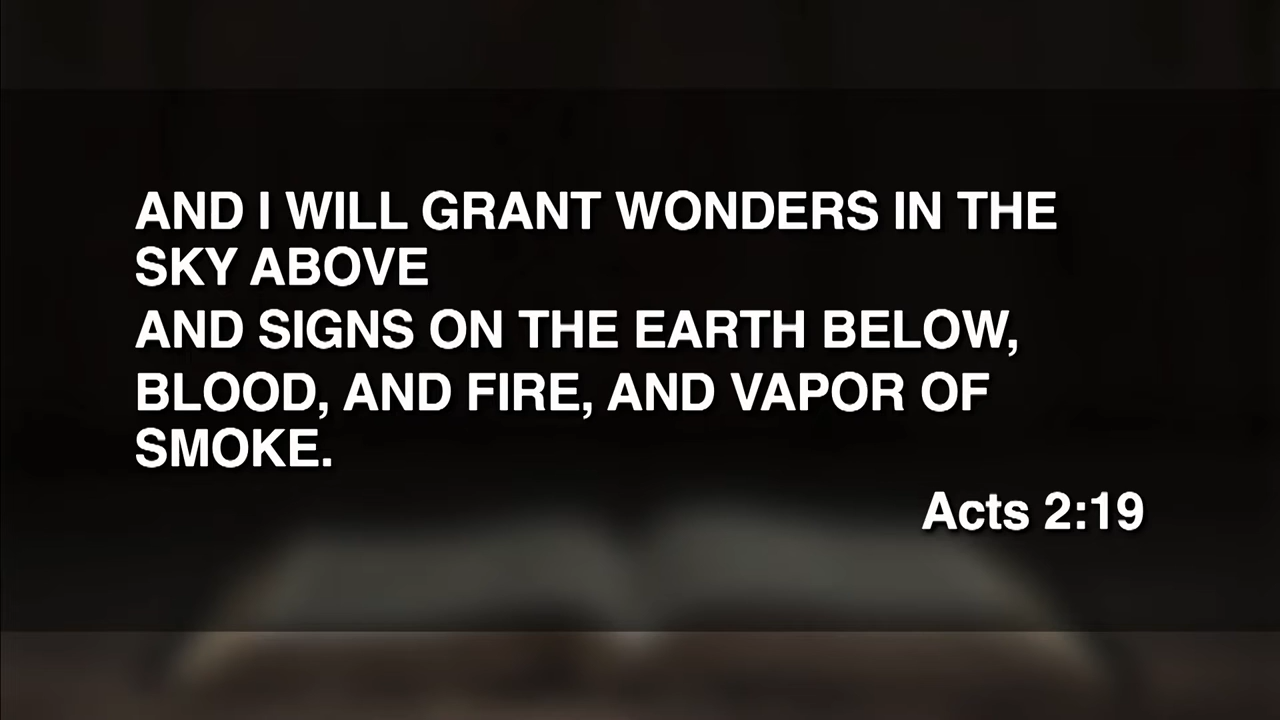 AND I WILL GRANT WONDERS IN THE
SKY ABOVE
AND SIGNS ON THE EARTH BELOW,
BLOOD, AND FIRE, AND VAPOR OF
SMOKE.
Acts 2:19